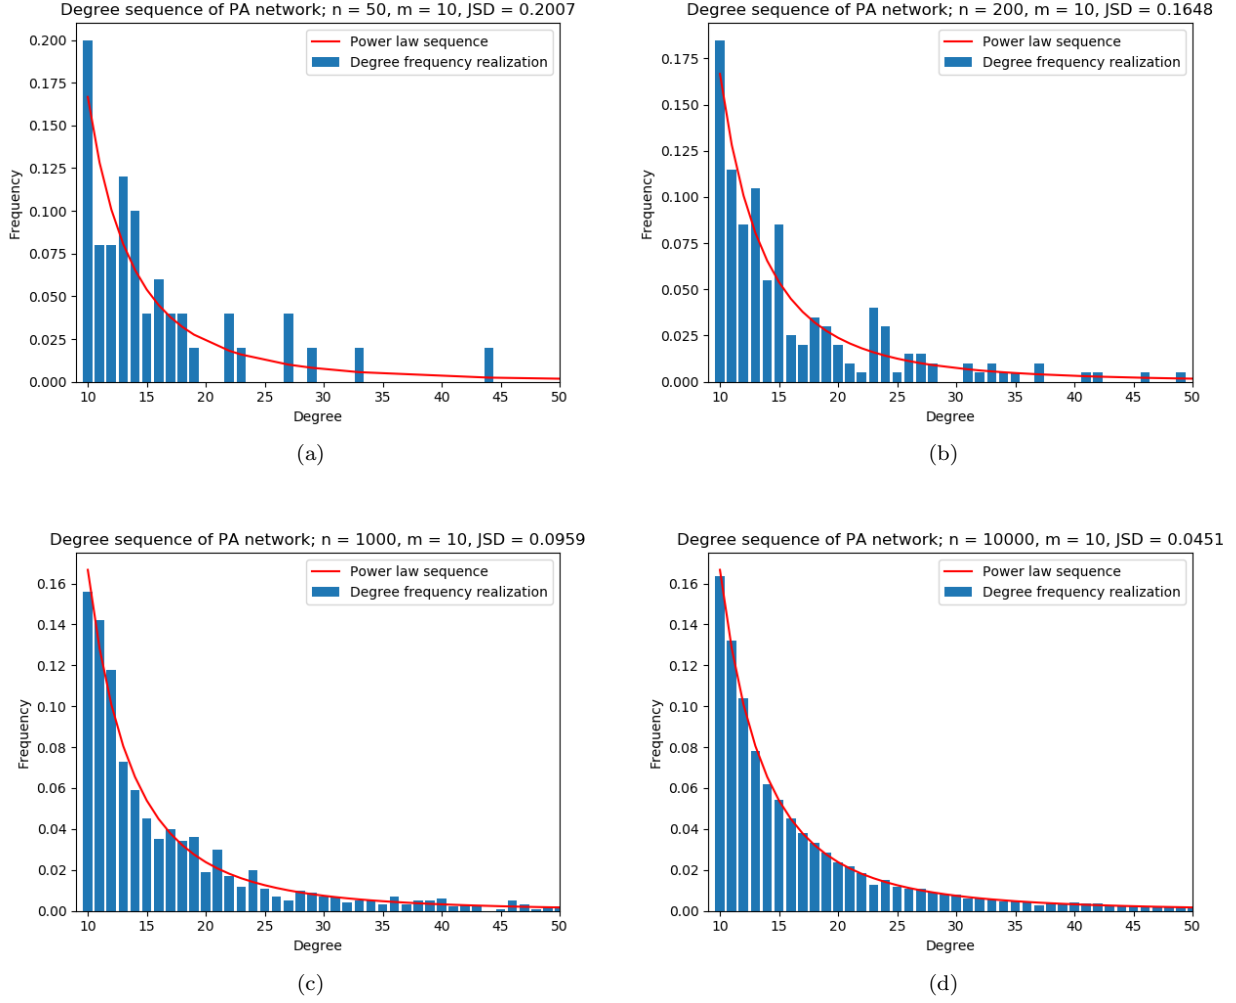 Degree sequence of PA network; n = 50, m = 10, JSD = 0.2007
Power law sequence
Degree frequency realization
0.200
0.175
0.150
0.125
0.100
0.075
0.050
0.025
0.000
Frequency
10 15 20 25 30 35 40 45 50
Degree
(a)
Degree sequence of PA network; n = 200, m = 10, JSD = 0.1648
Power law sequence
Degree frequency realization
0.175
0.150
0.125
0.100
0.075
0.050
0.025
0.000
Frequency
10 15 20 25 30 35 40 45 50
Degree
(b)
Degree sequence of PA network; n = 1000, m = 10, JSD = 0.0959
Power law sequence
Degree frequency realization
0.16
0.14
0.12
0.10
0.08
0.06
0.04
0.02
0.00
Frequency
10 15 20 25 30 35 40 45 50
Degree
(c)
Degree sequence of PA network; n = 10000, m = 10, JSD = 0.0451
Power law sequence
Degree frequency realization
0.16
0.14
0.12
0.10
0.08
0.06
0.04
0.02
0.00
Frequency
10 15 20 25 30 35 40 45 50
Degree
(d)